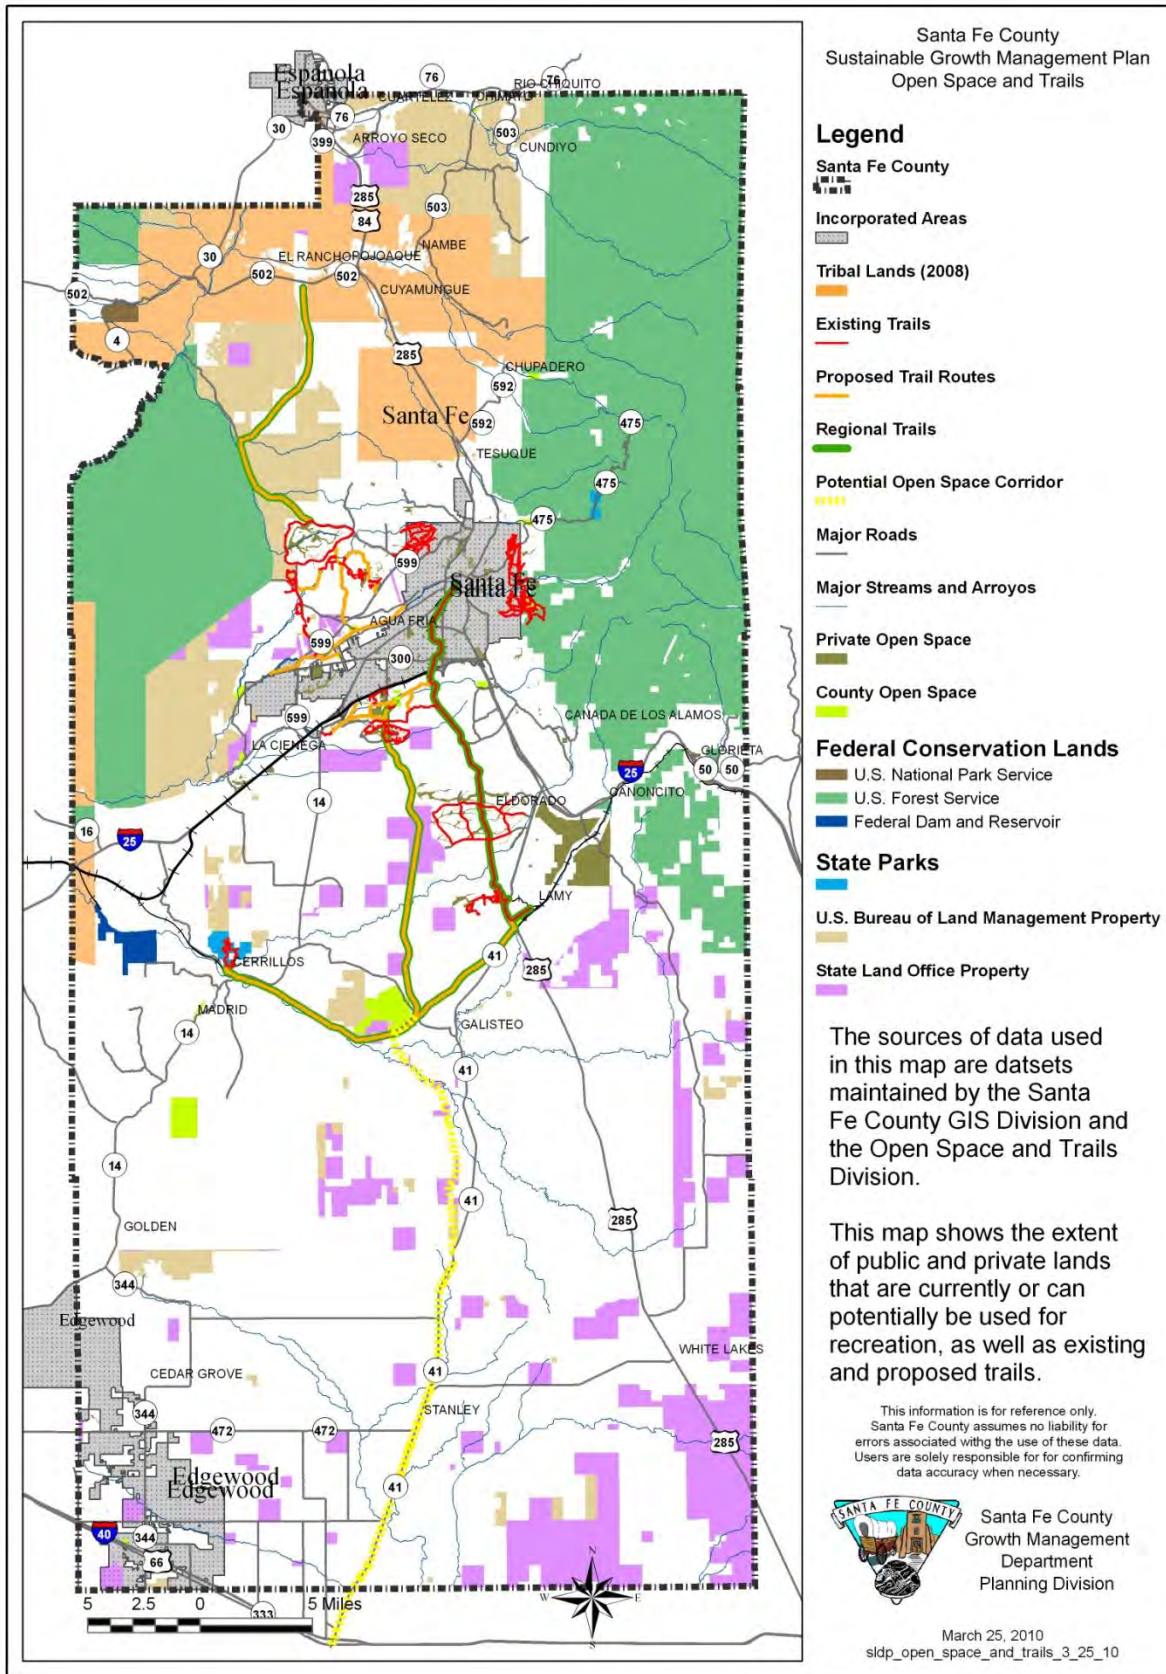 Santa Fe County
Sustainable Growth Management Plan
Open Space and Trails
Legend
Santa Fe County
Incorporated Areas
Tribal Lands (2008)
Existing Trails
Proposed Trail Routes
Regional Trails
Potential Open Space Corridor
Major Roads
Major Streams and Arroyos
Private Open Space
County Open Space
Federal Conservation Lands
U.S. National Park Service
U.S. Forest Service
Federal Dam and Reservoir
State Parks
U.S. Bureau of Land Management Property
State Land Office Property
The sources of data used
in this map are datsets
maintained by the Santa
Fe County GIS Division and
the Open Space and Trails
Division.
This map shows the extent
of public and private lands
that are currently or can
potentially be used for
recreation, as well as existing
and proposed trails.
This information is for reference only.
Santa Fe County assumes no liability for
errors associated withg the use of these data.
Users are solely responsible for for confirming
data accuracy when necessary.
SANTA FE COUNTY
Santa Fe County
Growth Management
Department
Planning Division
March 25, 2010
sldp_open_space_and_trails_3_25_10
Española
Española
76
76
RIO CHIQUITO
CUARTELEZ
CHIMAYO
30
76
399
ARROYO SECO
503
CUNDIYO
285
84
503
NAMBE
30
EL RANCHO
POJOAQUE
502
502
502
CUYAMUNGUE
4
285
CHUPADERO
592
Santa Fe
592
475
TESUQUE
475
475
599
Santa Fe
Santa Fe
AGUA FRIA
599
300
599
CANADA DE LOS ALAMOS
LA CIENEGA
GLORIETA
25
50
50
CANONCITO
14
ELDORADO
16
25
LAMY
41
285
CERRILLOS
MADRID
14
GALISTEO
41
14
41
285
GOLDEN
344
Edgewood
WHITE LAKES
CEDAR GROVE
41
STANLEY
344
472
472
285
Edgewood
Edgewood
41
40
344
66
333
5 2.5 0 5 Miles
N
W E
S